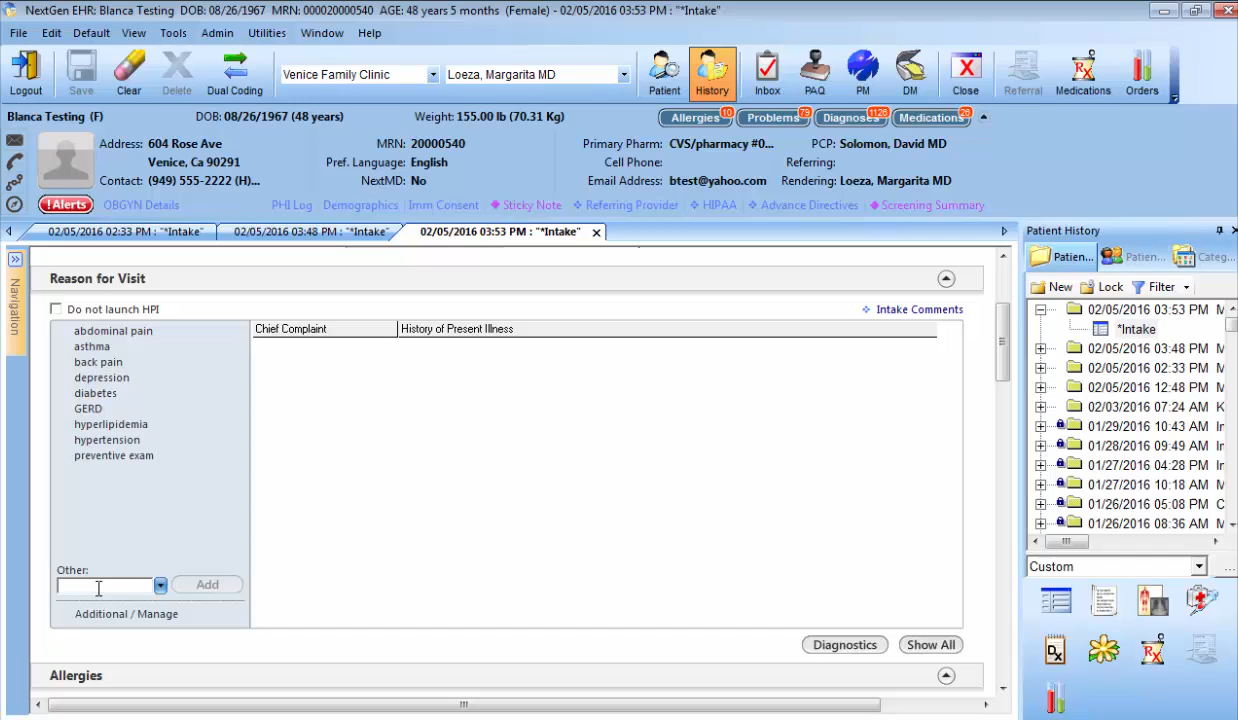 NextGen EHR: Blanca Testing DOB: 08/26/1967 MRN: 000020000540 AGE: 48 years 5 months (Female) - 02/05/2016 03:53 PM : "*Intake"
File Edit Default View Tools Admin Utilities Window Help
Venice Family Clinic Loeza, Margarita MD
Logout Save Clear Delete Dual Coding Patient History Inbox PAQ PM DM Close Referral Medications Orders
Blanca Testing (F) DOB: 08/26/1967 (48 years) Weight: 155.00 lb (70.31 Kg) Allergies 10 Problems 79 Diagnoses 1128 Medications
Address: 604 Rose Ave MRN: 20000540 Primary Pharm: CVS/pharmacy #0... PCP: Solomon, David MD
Venice, Ca 90291 Pref. Language: English Cell Phone: Referring:
Contact: (949) 555-2222 (H)... NextMD: No Email Address: btest@yahoo.com Rendering: Loeza, Margarita MD
!Alerts OBGYN Details PHI Log Demographics Imm Consent Sticky Note Referring Provider HIPAA Advance Directives Screening Summary
02/05/2016 02:33 PM : "*Intake" 02/05/2016 03:48 PM : "*Intake" 02/05/2016 03:53 PM : "*Intake"
Navigation
Reason for Visit
Do not launch HPI Intake Comments
Chief Complaint History of Present Illness
abdominal pain
asthma
back pain
depression
diabetes
GERD
hyperlipidemia
hypertension
preventive exam
Other:
Add
Additional / Manage
Diagnostics Show All
Allergies
Patient History
Patien... Patien... Categ...
New Lock Filter
02/05/2016 03:53 PM M
*Intake
02/05/2016 03:48 PM M
02/05/2016 02:33 PM M
02/05/2016 12:48 PM M
02/03/2016 07:24 AM K
01/29/2016 10:43 AM In
01/28/2016 09:49 AM In
01/27/2016 04:28 PM In
01/27/2016 10:18 AM M
01/26/2016 05:08 PM C
01/26/2016 08:36 AM M
Custom
...